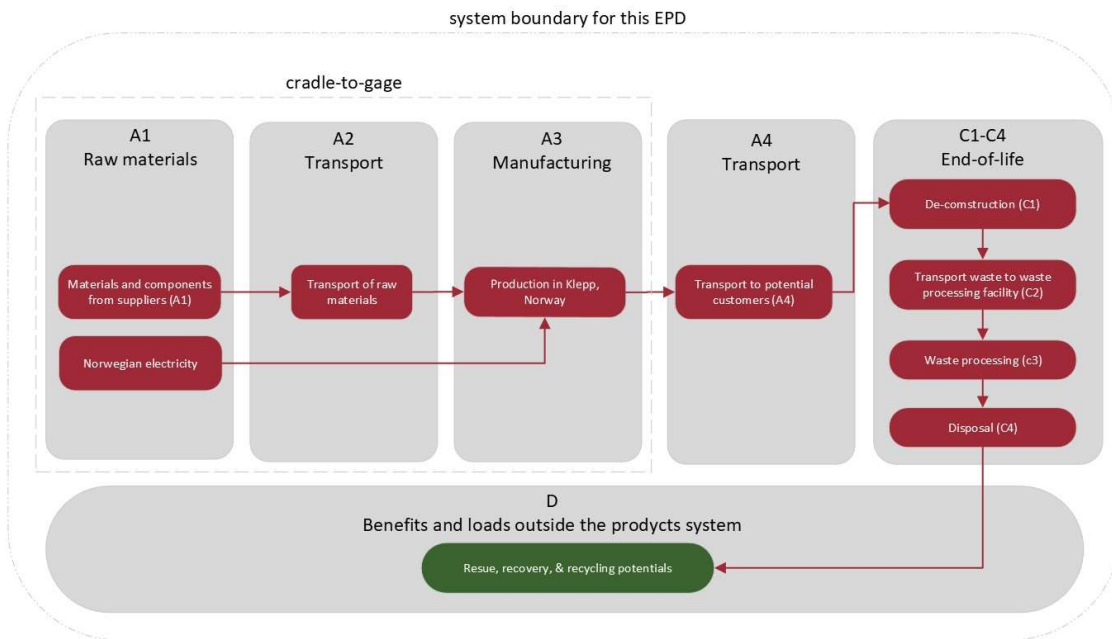 system boundary for this EPD
cradle-to-gage
A1
Raw materials
A2
Transport
A3
Manufacturing
A4
Transport
C1-C4
End-of-life
Materials and components
from suppliers (A1)
Norwegian electricity
Transport of raw
materials
Production in Klepp,
Norway
Transport to potential
customers (A4)
De-comstruction (C1)
Transport waste to waste
processing facility (C2)
Waste processing (c3)
Disposal (C4)
D
Benefits and loads outside the prodycts system
Resue, recovery, & recycling potentials